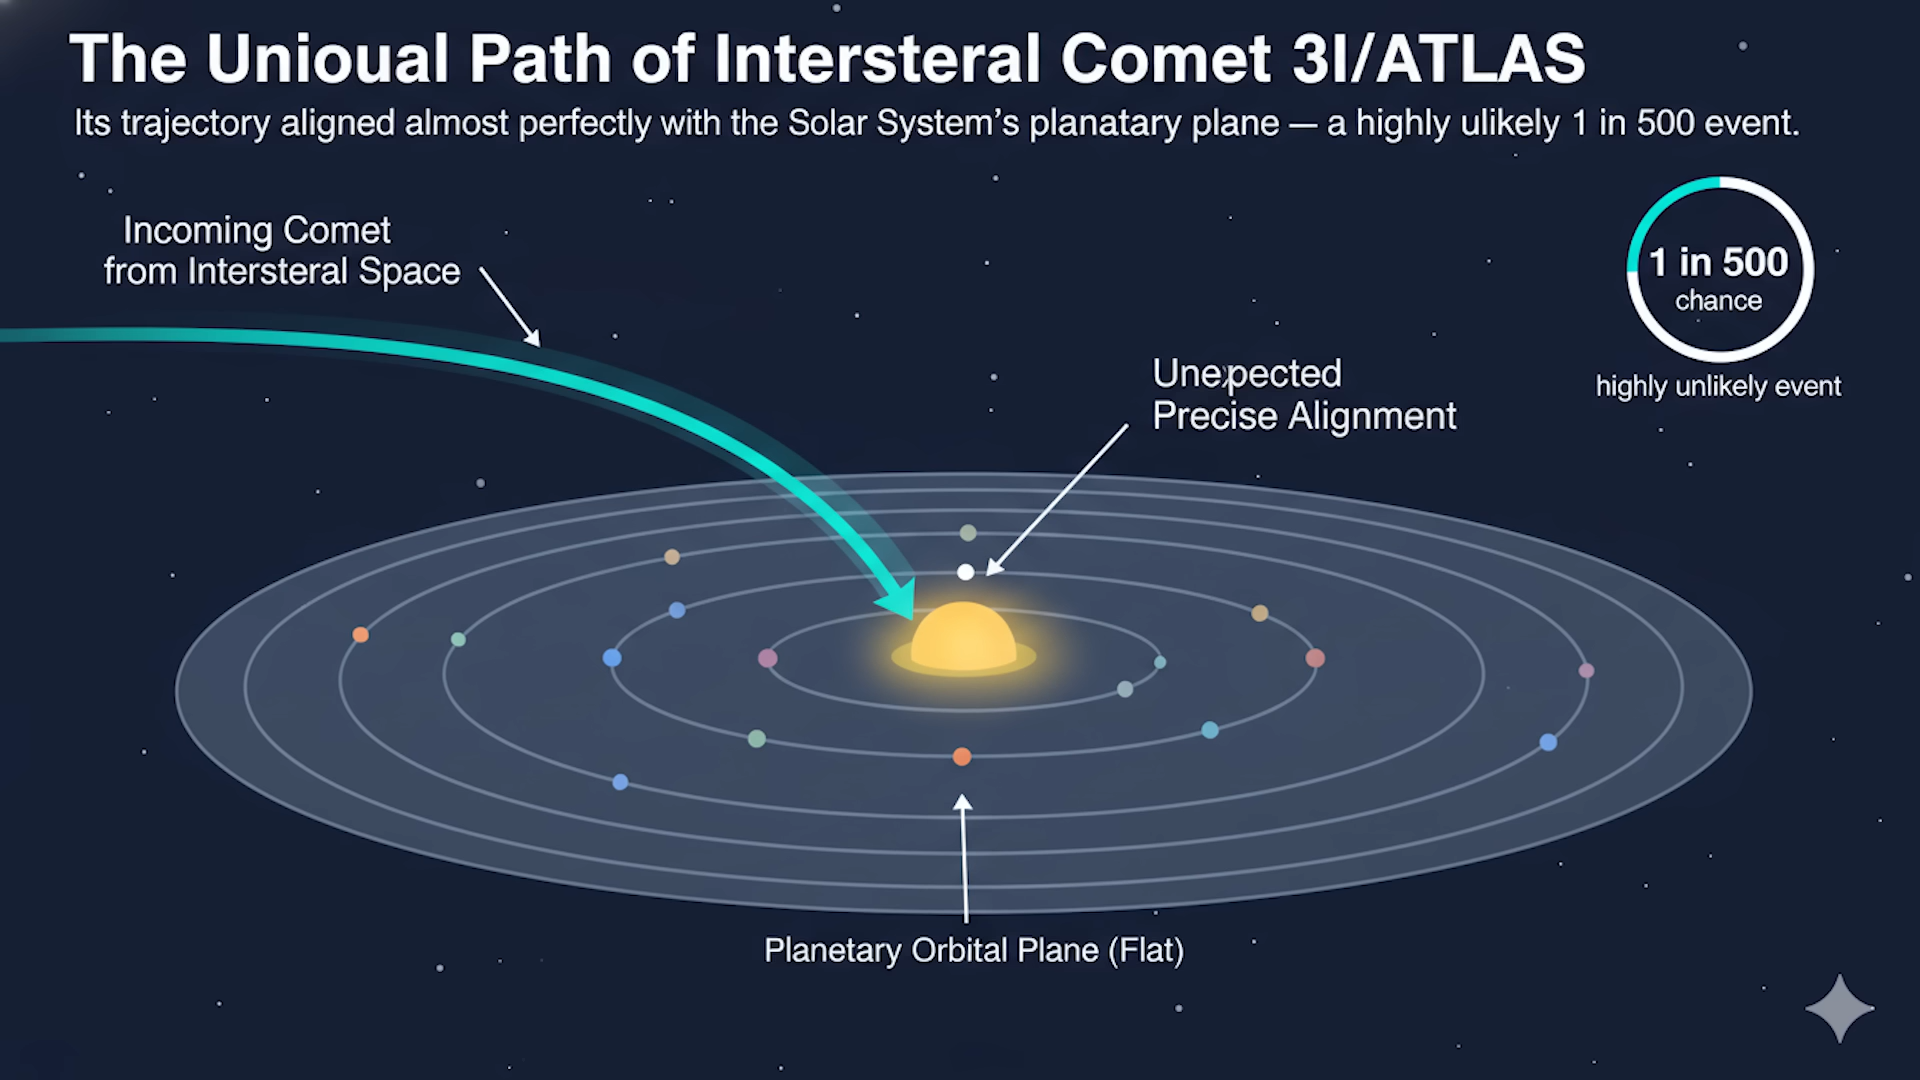 The Unioual Path of Intersteral Comet 3I/ATLAS
Its trajectory aligned almost perfectly with the Solar System’s planatary plane — a highly ulikely 1 in 500 event.
Incoming Comet
from Intersteral Space
1 in 500
chance
highly unlikely event
Unexpected
Precise Alignment
Planetary Orbital Plane (Flat)